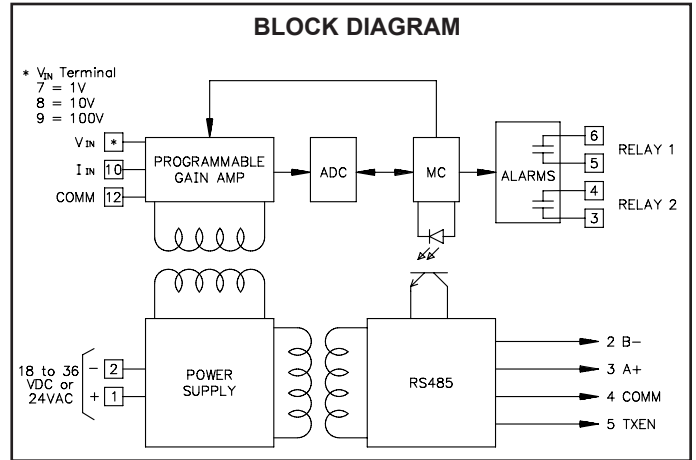 BLOCK DIAGRAM
* VIN Terminal
7 = 1V
8 = 10V
9 = 100V
VIN *
I IN 10
COMM 12
PROGRAMMABLE
GAIN AMP
ADC
MC
ALARMS
6
5
RELAY 1
4
3
RELAY 2
18 to 36
VDC or
24VAC
- 2
+ 1
POWER
SUPPLY
RS485
2 B-
3 A+
4 COMM
5 TXEN